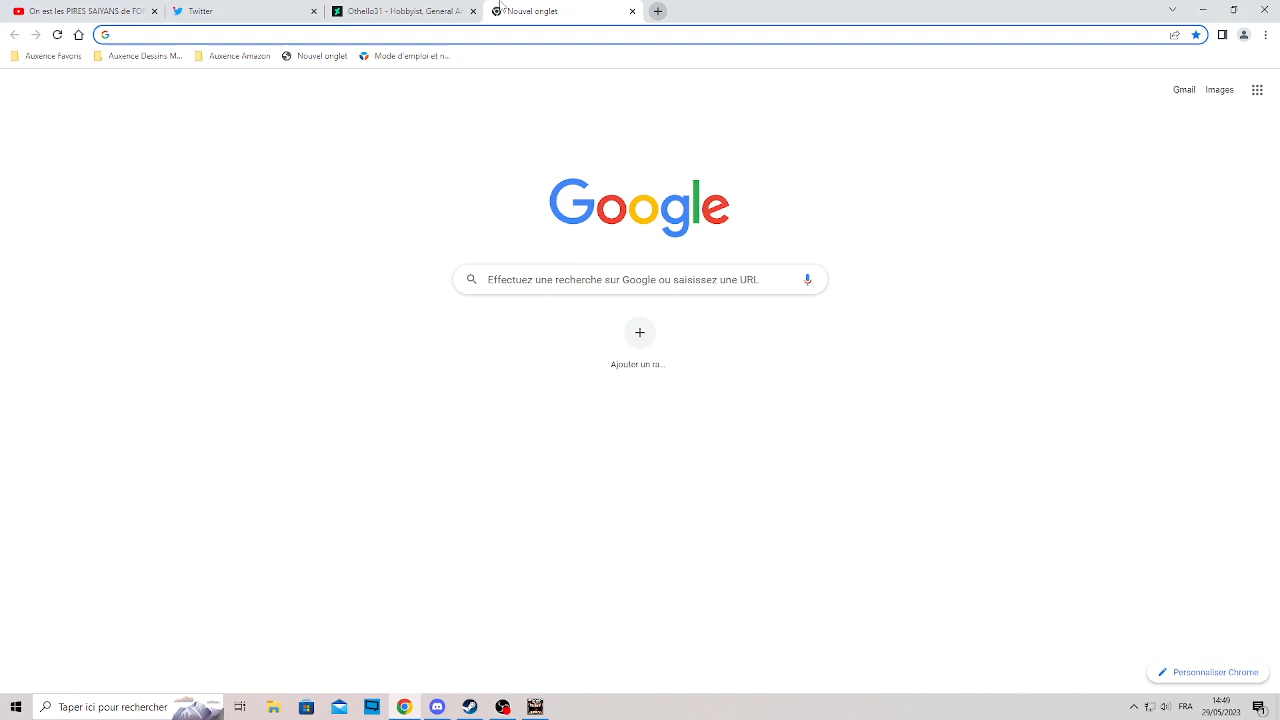 On est les PIRES SAIYANS de FOR
Twitter
Othello31 - Hobbyist, General Ar
Nouvel onglet
Auxence Favoris
Auxence Dessins M...
Auxence Amazon
Nouvel onglet
Mode d'emploi et n...
Gmail
Images
Google
Effectuez une recherche sur Google ou saisissez une URL
Ajouter un ra...
Personnaliser Chrome
Taper ici pour rechercher
FRA
14:49
29/05/2023